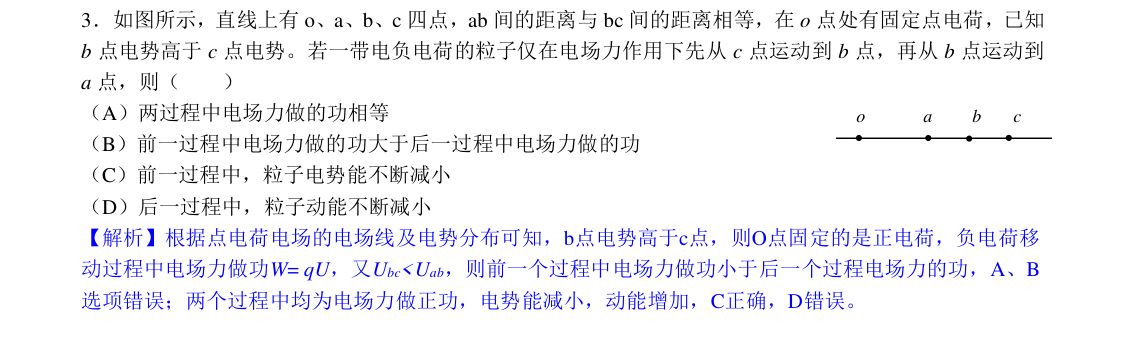 3．如图所示，直线上有 o、a、b、c 四点，ab 间的距离与 bc 间的距离相等，在 o 点处有固定点电荷，已知
b 点电势高于 c 点电势。若一带电负电荷的粒子仅在电场力作用下先从 c 点运动到 b 点，再从 b 点运动到
a 点，则（　　）
（A）两过程中电场力做的功相等
（B）前一过程中电场力做的功大于后一过程中电场力做的功
（C）前一过程中，粒子电势能不断减小
（D）后一过程中，粒子动能不断减小
o a b c
【解析】根据点电荷电场的电场线及电势分布可知，b点电势高于c点，则O点固定的是正电荷，负电荷移
动过程中电场力做功W=qU，又Ubc<Uab，则前一个过程中电场力做功小于后一个过程电场力的功，A、B
选项错误；两个过程中均为电场力做正功，电势能减小，动能增加，C正确，D错误。